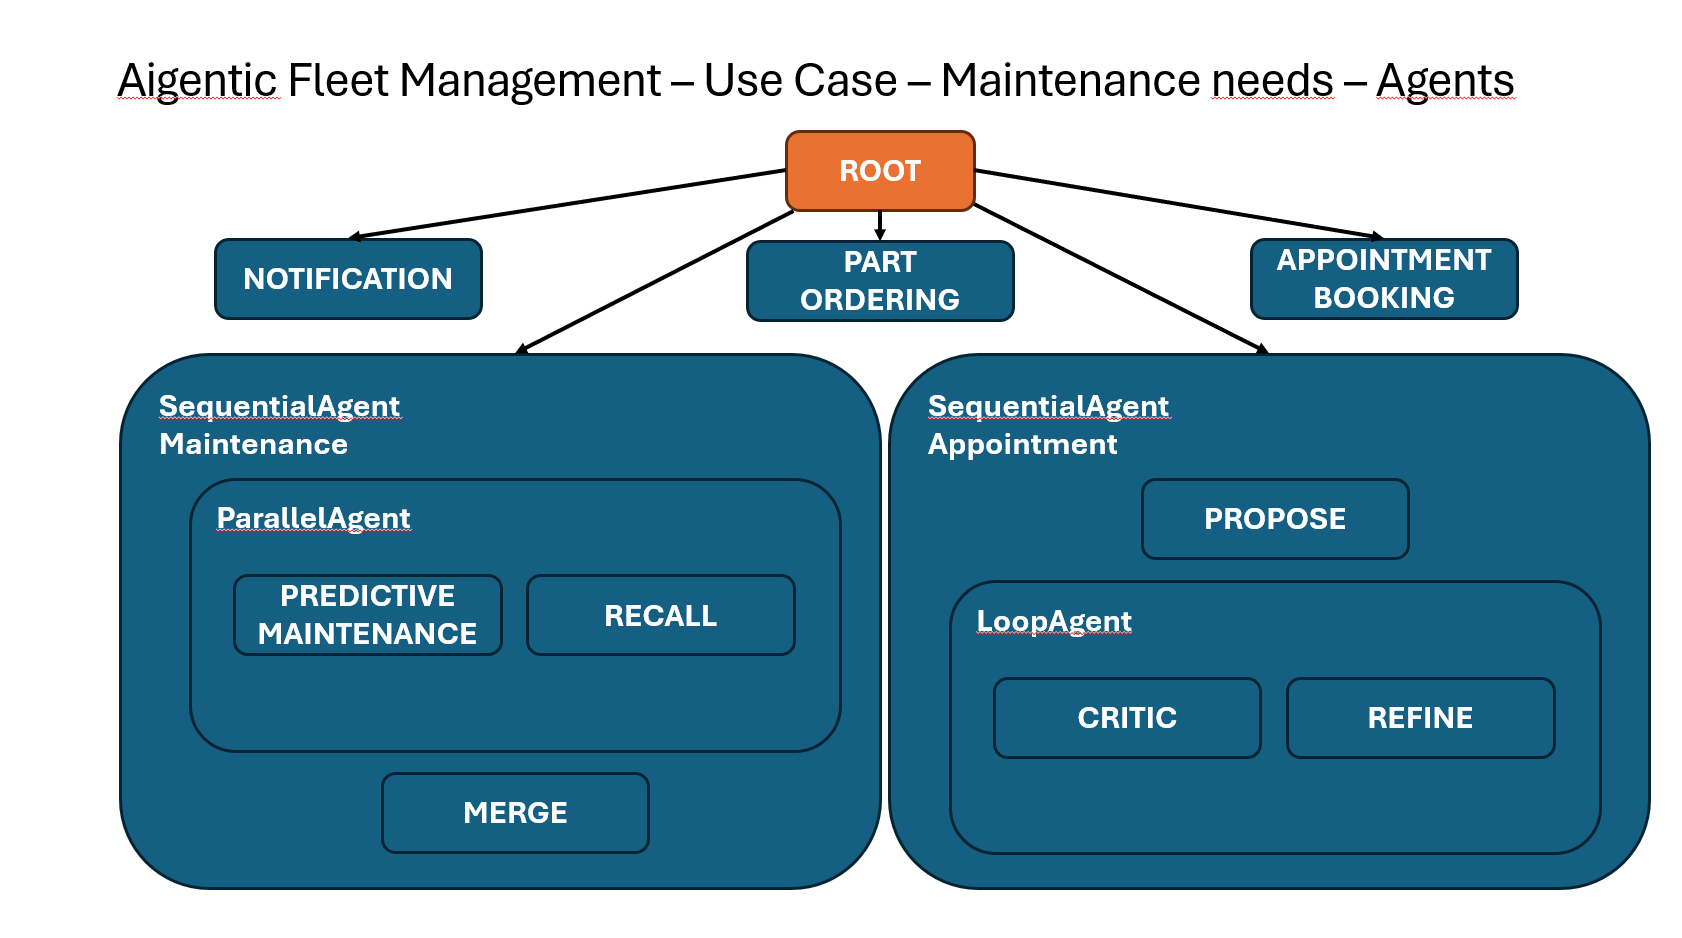 Aigentic Fleet Management – Use Case – Maintenance needs – Agents
ROOT
NOTIFICATION
PART
ORDERING
APPOINTMENT
BOOKING
SequentialAgent
Maintenance
ParallelAgent
PREDICTIVE
MAINTENANCE
RECALL
MERGE
SequentialAgent
Appointment
PROPOSE
LoopAgent
CRITIC
REFINE